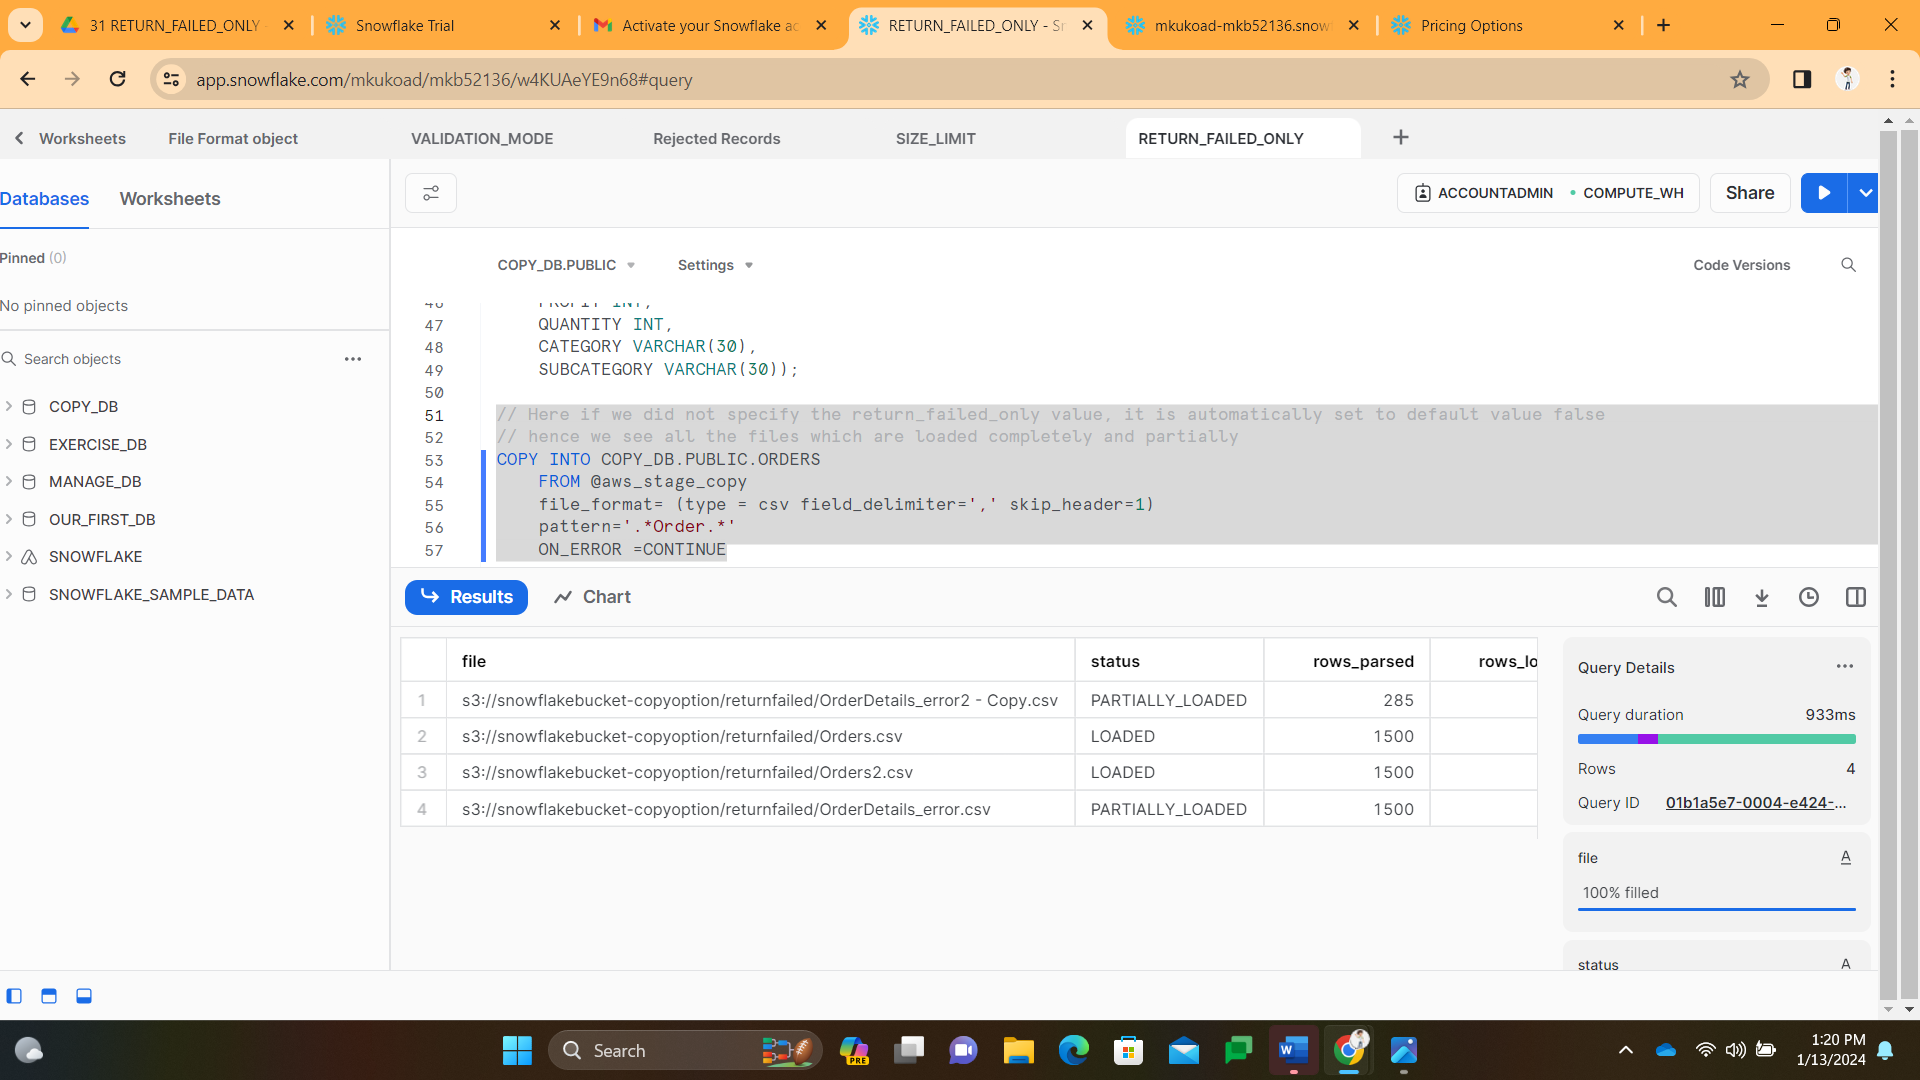 31 RETURN_FAILED_ONLY
Snowflake Trial
Activate your Snowflake ac
RETURN_FAILED_ONLY - Sn
mkukoad-mkb52136.snowf
Pricing Options
app.snowflake.com/mkukoad/mkb52136/w4KUAeYE9n68#query
Worksheets
File Format object
VALIDATION_MODE
Rejected Records
SIZE_LIMIT
RETURN_FAILED_ONLY
Databases
Worksheets
ACCOUNTADMIN
COMPUTE_WH
Share
Pinned (0)
No pinned objects
Search objects
COPY_DB
EXERCISE_DB
MANAGE_DB
OUR_FIRST_DB
SNOWFLAKE
SNOWFLAKE_SAMPLE_DATA
COPY_DB.PUBLIC
Settings
Code Versions
46 PROFIT INT,
47 QUANTITY INT,
48 CATEGORY VARCHAR(30),
49 SUBCATEGORY VARCHAR(30));
50
51 // Here if we did not specify the return_failed_only value, it is automatically set to default value false
52 // hence we see all the files which are loaded completely and partially
53 COPY INTO COPY_DB.PUBLIC.ORDERS
54 FROM @aws_stage_copy
55 file_format= (type = csv field_delimiter=',' skip_header=1)
56 pattern='.*Order.*'
57 ON_ERROR =CONTINUE
Results
Chart
file status rows_parsed rows_lo
1 s3://snowflakebucket-copyoption/returnfailed/OrderDetails_error2 - Copy.csv PARTIALLY_LOADED 285
2 s3://snowflakebucket-copyoption/returnfailed/Orders.csv LOADED 1500
3 s3://snowflakebucket-copyoption/returnfailed/Orders2.csv LOADED 1500
4 s3://snowflakebucket-copyoption/returnfailed/OrderDetails_error.csv PARTIALLY_LOADED 1500
Query Details
Query duration 933ms
Rows 4
Query ID 01b1a5e7-0004-e424-...
file A
100% filled
status A
Search
PRE
1:20 PM
1/13/2024